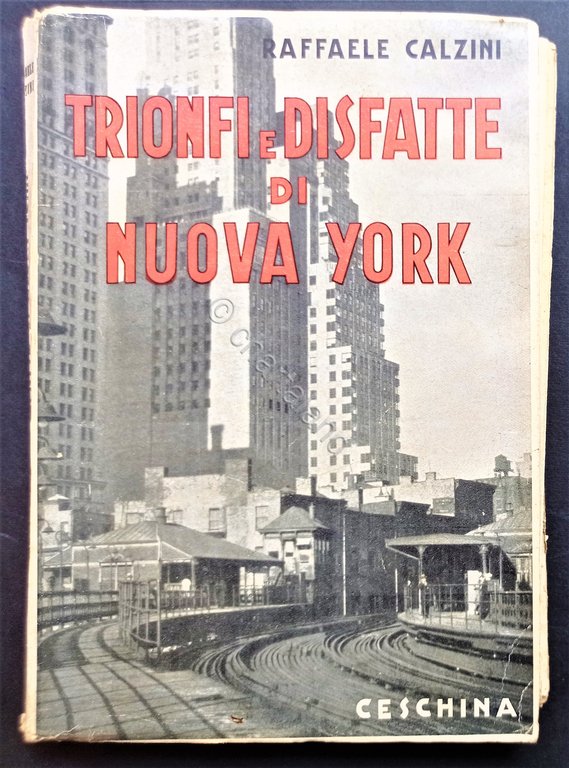 RAFFAELE CALZINI
TRIONFI E DISFATTE
DI
NUOVA YORK
CESCHINA